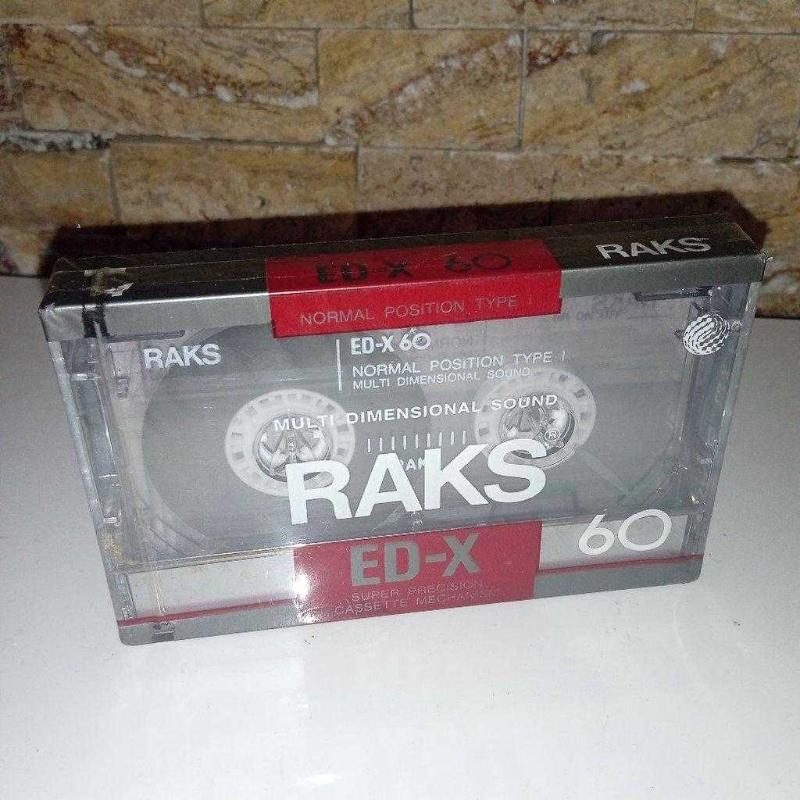 RAKS
ED-X 60
NORMAL POSITION TYPE I
RAKS
ED-X 60
NORMAL POSITION TYPE I
MULTI DIMENSIONAL SOUND
MULTI DIMENSIONAL SOUND
RAKS®
60
ED-X
SUPER PRECISION
CASSETTE MECHANISM